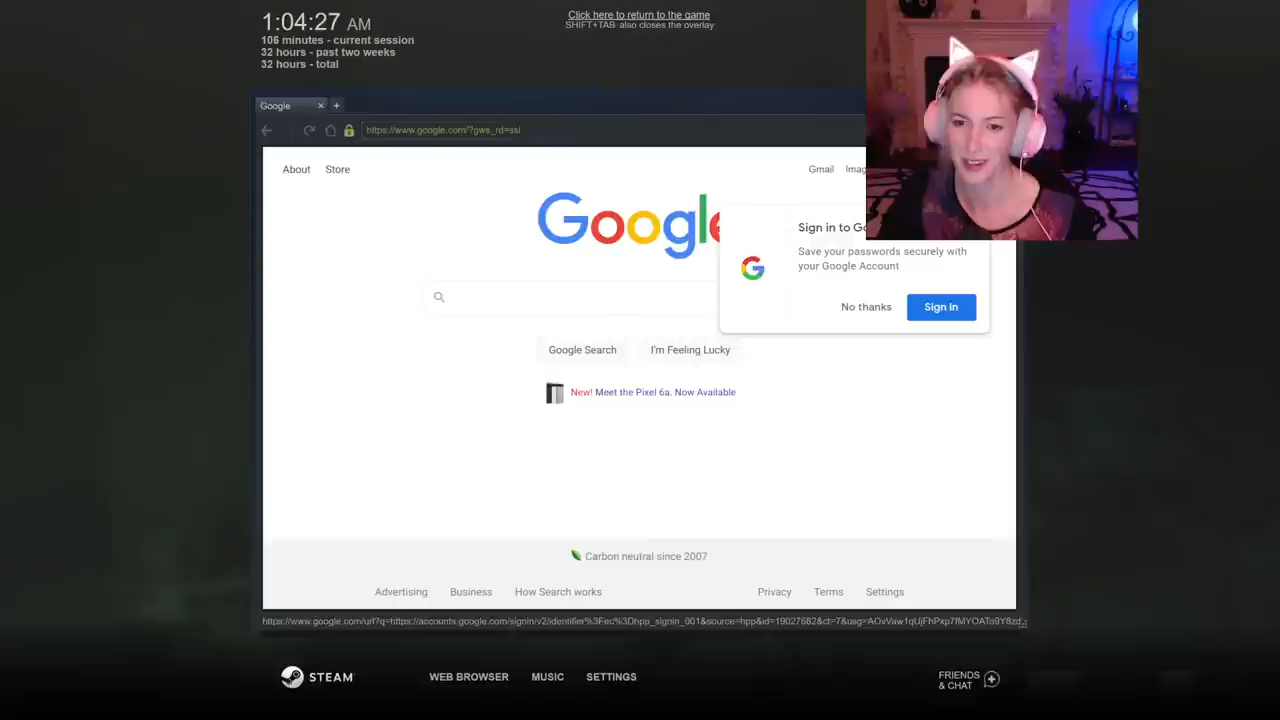 1:04:27 AM
106 minutes - current session
32 hours - past two weeks
32 hours - total
Click here to return to the game
SHIFT+TAB also closes the overlay
Google
https://www.google.com/?gws_rd=ssl
About Store
Gmail Imag
Google
Sign in to Go
Save your passwords securely with
your Google Account
No thanks Sign in
Google Search I'm Feeling Lucky
New! Meet the Pixel 6a. Now Available
Carbon neutral since 2007
Advertising Business How Search works Privacy Terms Settings
STEAM WEB BROWSER MUSIC SETTINGS
FRIENDS
& CHAT